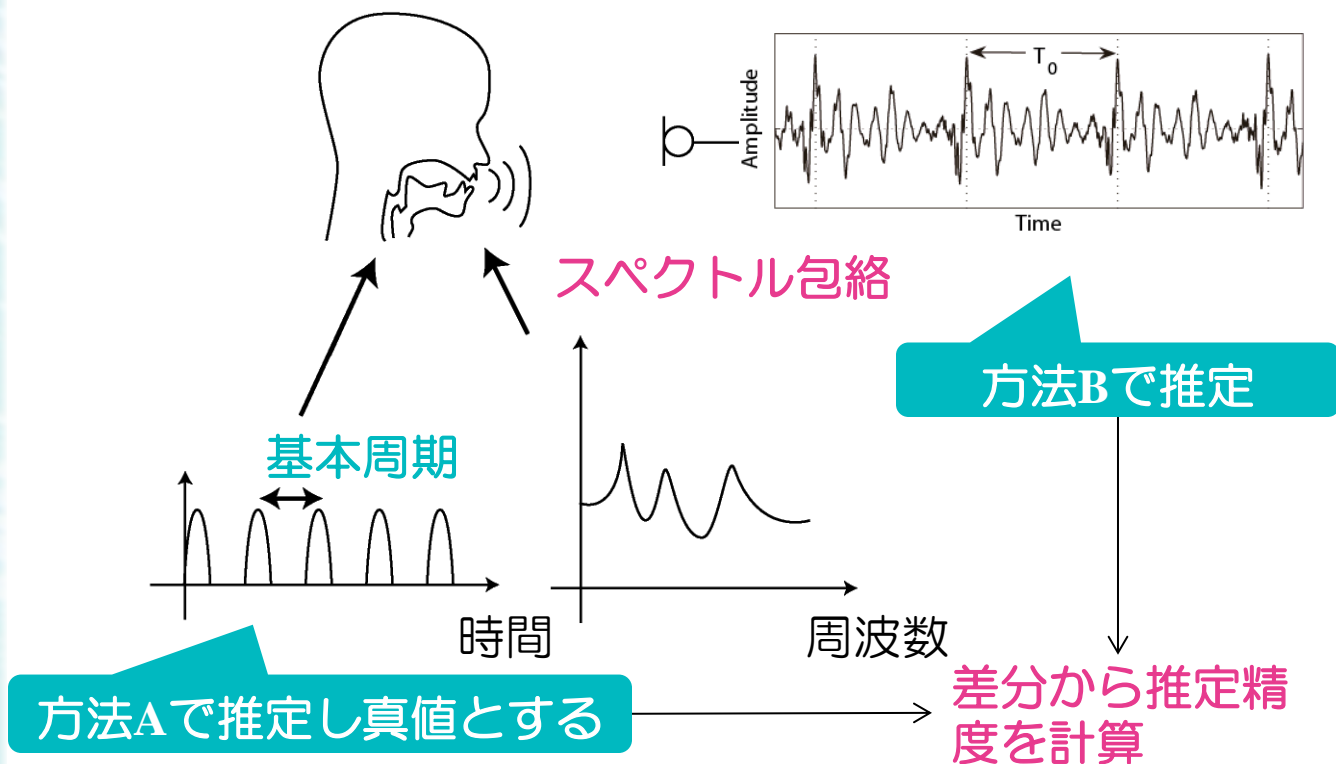 T0
Amplitude
Time
スペクトル包絡
方法Bで推定
基本周期
時間
周波数
方法Aで推定し真値とする
差分から推定精
度を計算